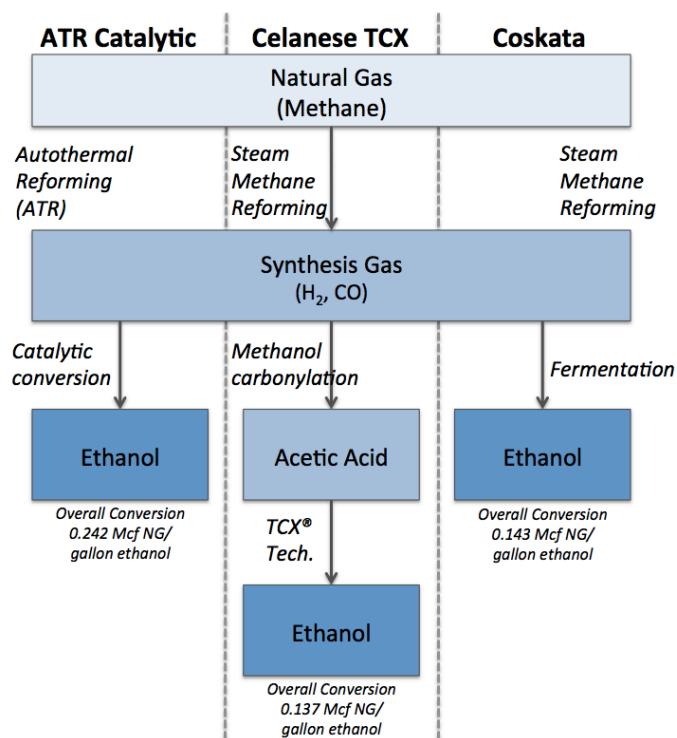 ATR Catalytic
Celanese TCX
Coskata
Natural Gas
(Methane)
Autothermal
Reforming
(ATR)
Steam
Methane
Reforming
Steam
Methane
Reforming
Synthesis Gas
(H₂, CO)
Catalytic
conversion
Methanol
carbonylation
Fermentation
Ethanol
Acetic Acid
Ethanol
Overall Conversion
0.242 Mcf NG/
gallon ethanol
TCX®
Tech.
Overall Conversion
0.143 Mcf NG/
gallon ethanol
Ethanol
Overall Conversion
0.137 Mcf NG/
gallon ethanol